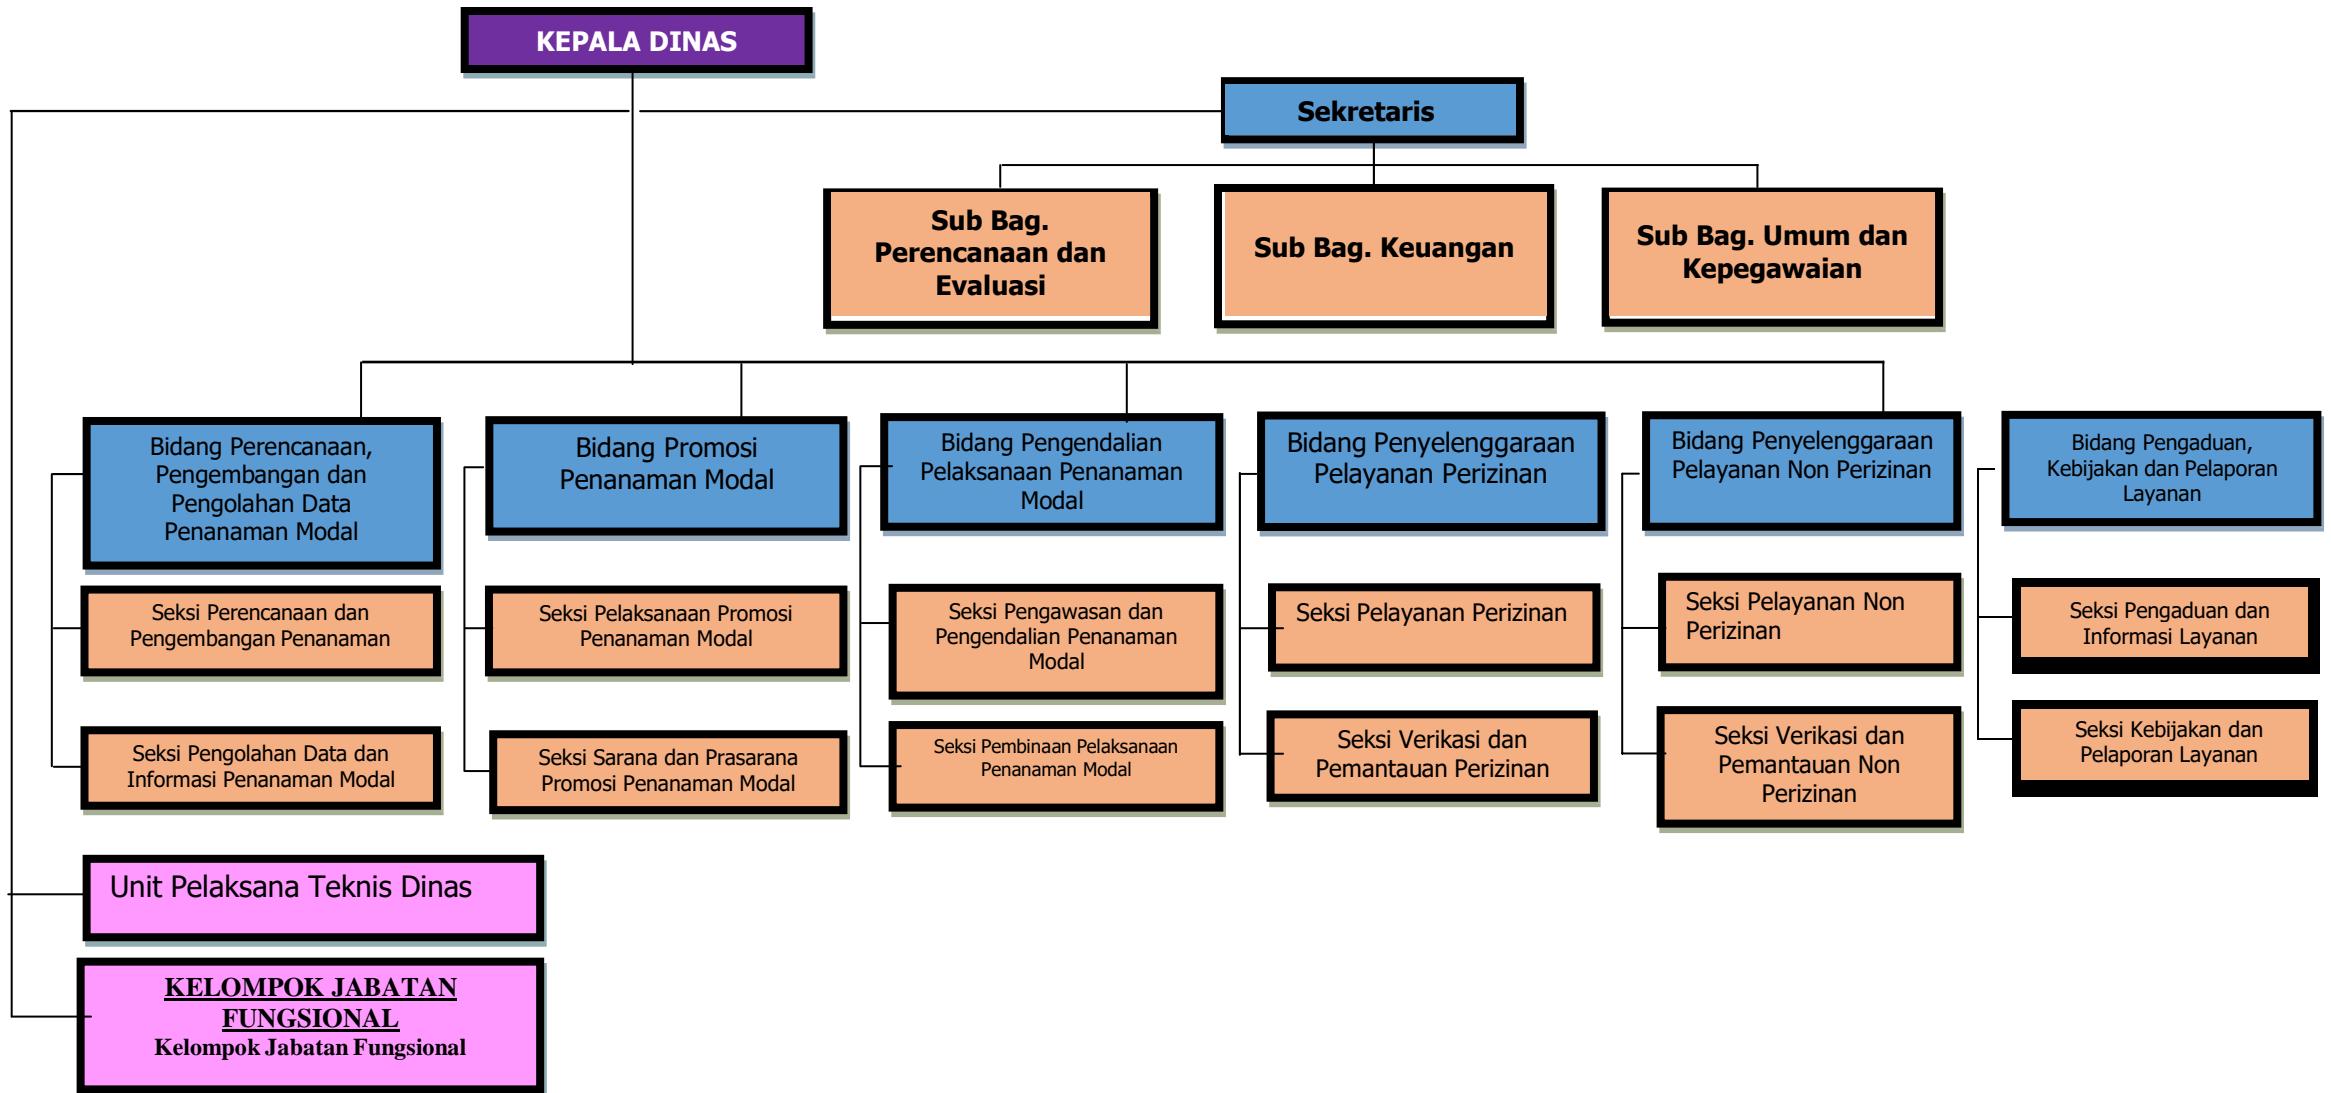 KEPALA DINAS
Sekretaris
Sub Bag.
Perencanaan dan
Evaluasi
Sub Bag. Keuangan
Sub Bag. Umum dan
Kepegawaian
Bidang Perencanaan,
Pengembangan dan
Pengolahan Data
Penanaman Modal
Bidang Promosi
Penanaman Modal
Bidang Pengendalian
Pelaksanaan Penanaman
Modal
Bidang Penyelenggaraan
Pelayanan Perizinan
Bidang Penyelenggaraan
Pelayanan Non Perizinan
Bidang Pengaduan,
Kebijakan dan Pelaporan
Layanan
Seksi Perencanaan dan
Pengembangan Penanaman
Seksi Pelaksanaan Promosi
Penanaman Modal
Seksi Pengawasan dan
Pengendalian Penanaman
Modal
Seksi Pelayanan Perizinan
Seksi Pelayanan Non
Perizinan
Seksi Pengaduan dan
Informasi Layanan
Seksi Pengolahan Data dan
Informasi Penanaman Modal
Seksi Sarana dan Prasarana
Promosi Penanaman Modal
Seksi Pembinaan Pelaksanaan
Penanaman Modal
Seksi Verikasi dan
Pemantauan Perizinan
Seksi Verikasi dan
Pemantauan Non
Perizinan
Seksi Kebijakan dan
Pelaporan Layanan
Unit Pelaksana Teknis Dinas
KELOMPOK JABATAN
FUNGSIONAL
Kelompok Jabatan Fungsional